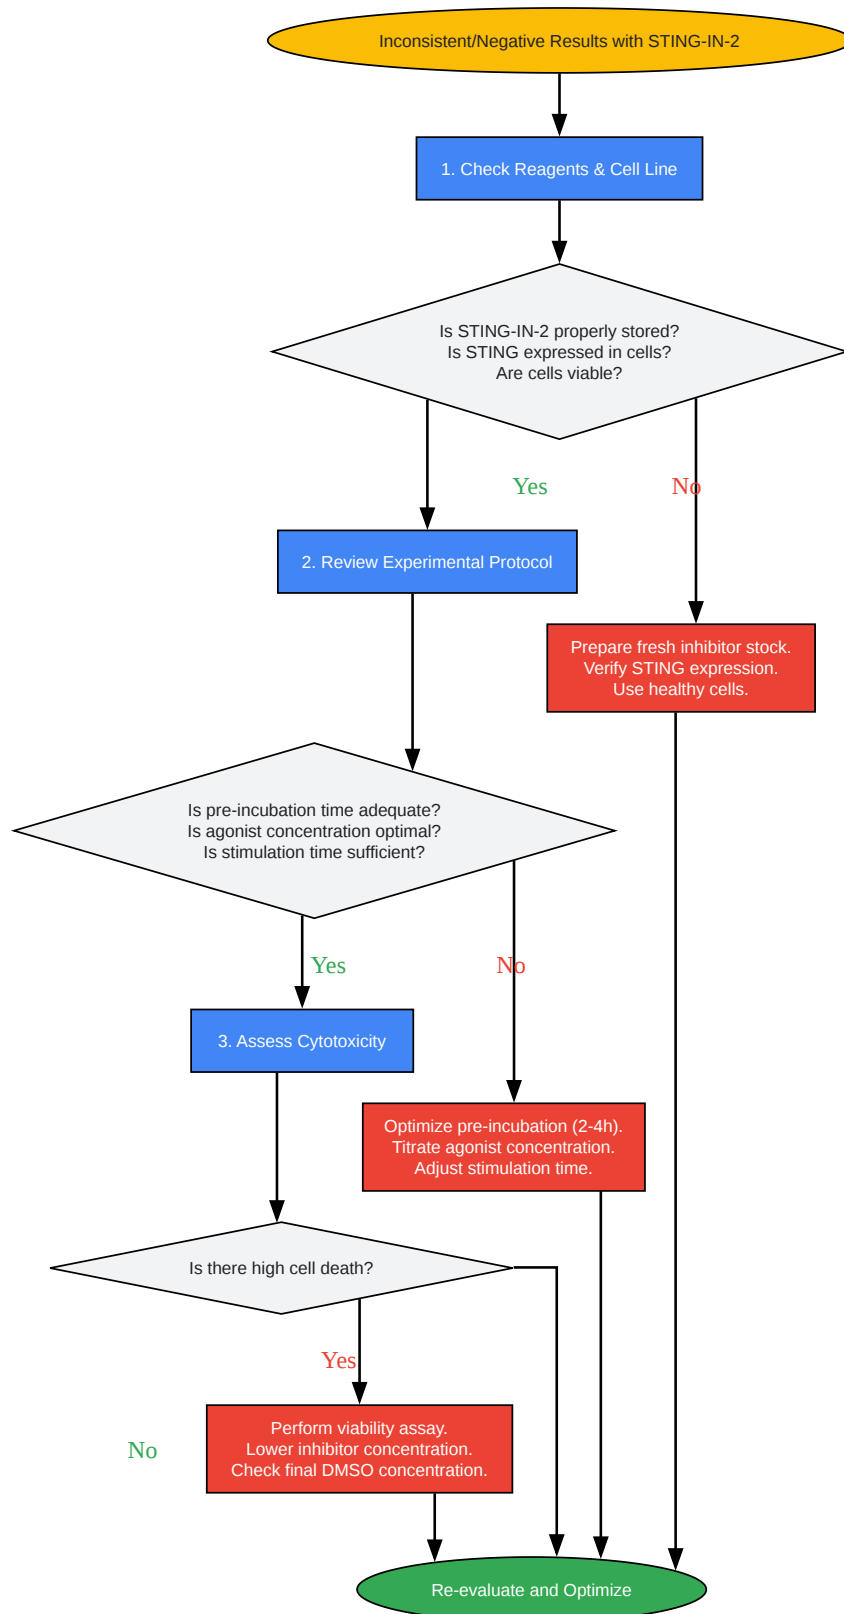 Inconsistent/Negative Results with STING-IN-2
1. Check Reagents & Cell Line
Is STING-IN-2 properly stored?
Is STING expressed in cells?
Are cells viable?
Yes
No
2. Review Experimental Protocol
Prepare fresh inhibitor stock.
Verify STING expression.
Use healthy cells.
Is pre-incubation time adequate?
Is agonist concentration optimal?
Is stimulation time sufficient?
Yes
No
3. Assess Cytotoxicity
Optimize pre-incubation (2-4h).
Titrate agonist concentration.
Adjust stimulation time.
Is there high cell death?
Yes
Perform viability assay.
Lower inhibitor concentration.
Check final DMSO concentration.
No
Re-evaluate and Optimize